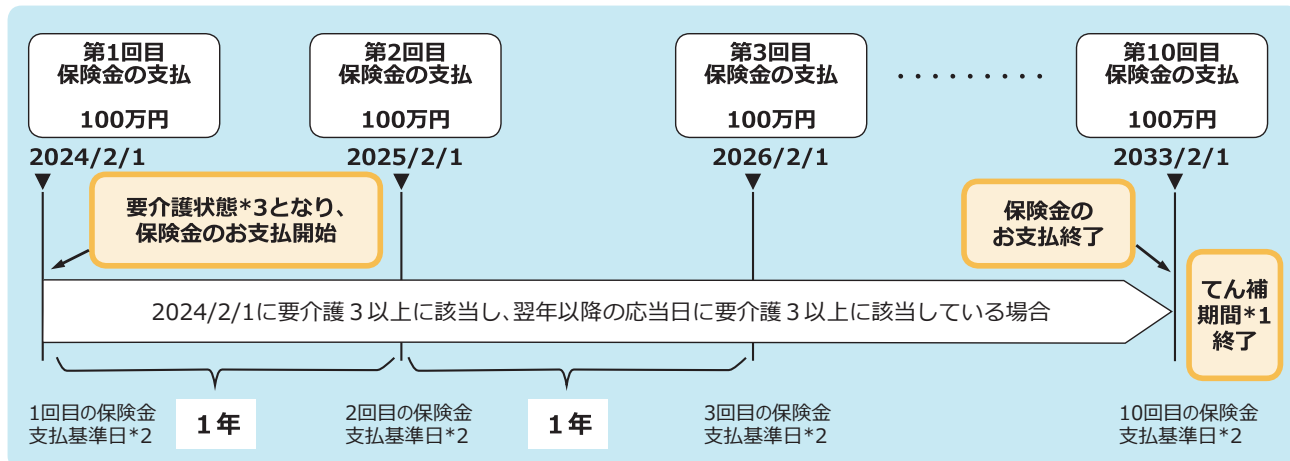 第1回目
保険金の支払
100万円
第2回目
保険金の支払
100万円
第3回目
保険金の支払
100万円
・・・・・・・・・
第10回目
保険金の支払
100万円
2024/2/1
2025/2/1
2026/2/1
2033/2/1
要介護状態*3となり、
保険金のお支払開始
保険金の
お支払終了
2024/2/1に要介護３以上に該当し、翌年以降の応当日に要介護３以上に該当している場合
てん補
期間*1
終了
1回目の保険金
支払基準日*2
１年
2回目の保険金
支払基準日*2
１年
3回目の保険金
支払基準日*2
10回目の保険金
支払基準日*2